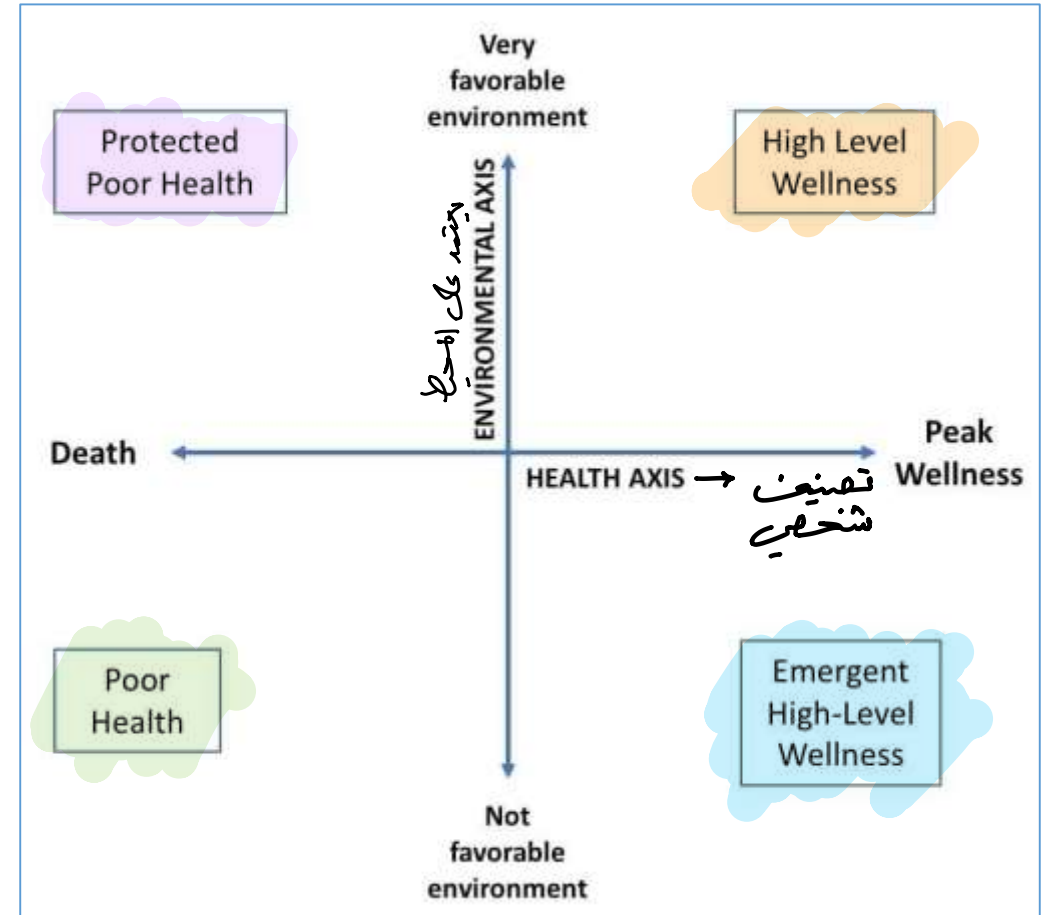 Very
favorable
environment
Protected
Poor Health
High Level
Wellness
ENVIRONMENTAL AXIS
يعتمد على المحيط
Death
Peak
Wellness
HEALTH AXIS → تصنيف
شخصي
Poor
Health
Emergent
High-Level
Wellness
Not
favorable
environment